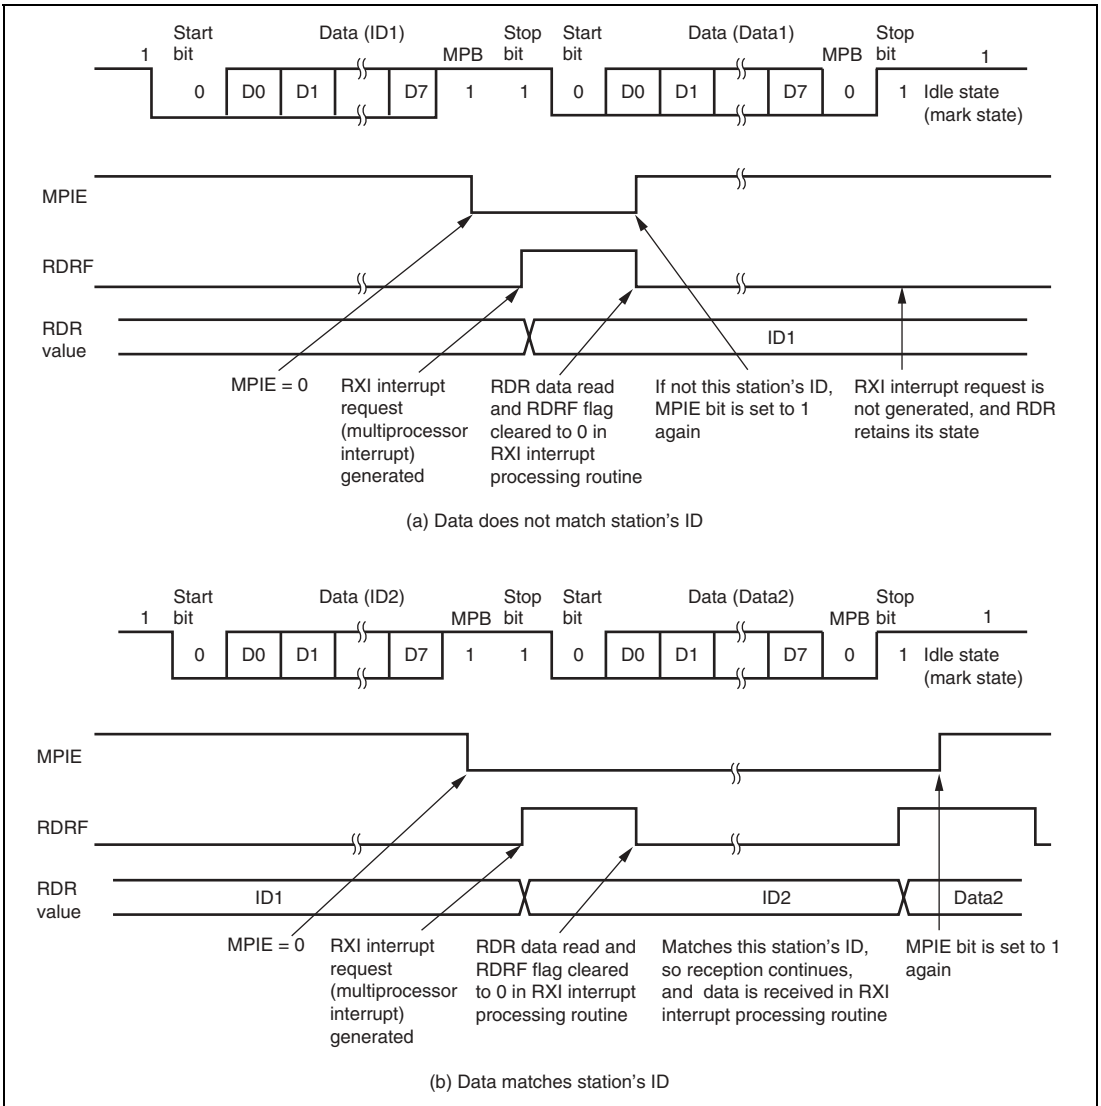 Start Data (ID1) Stop Start Data (Data1) Stop
1 bit MPB bit bit MPB bit 1
0 D0 D1 D7 1 1 0 D0 D1 D7 0 1 Idle state
(mark state)
MPIE
RDRF
RDR
value
ID1
MPIE = 0
RXI interrupt
request
(multiprocessor
interrupt)
generated
RDR data read
and RDRF flag
cleared to 0 in
RXI interrupt
processing routine
If not this station's ID,
MPIE bit is set to 1
again
RXI interrupt request is
not generated, and RDR
retains its state
(a) Data does not match station's ID
Start Data (ID2) Stop Start Data (Data2) Stop
1 bit MPB bit bit MPB bit 1
0 D0 D1 D7 1 1 0 D0 D1 D7 0 1 Idle state
(mark state)
MPIE
RDRF
RDR
value
ID1 ID2 Data2
MPIE = 0
RXI interrupt
request
(multiprocessor
interrupt)
generated
RDR data read and
RDRF flag cleared
to 0 in RXI interrupt
processing routine
Matches this station's ID,
so reception continues,
and data is received in RXI
interrupt processing routine
MPIE bit is set to 1
again
(b) Data matches station's ID